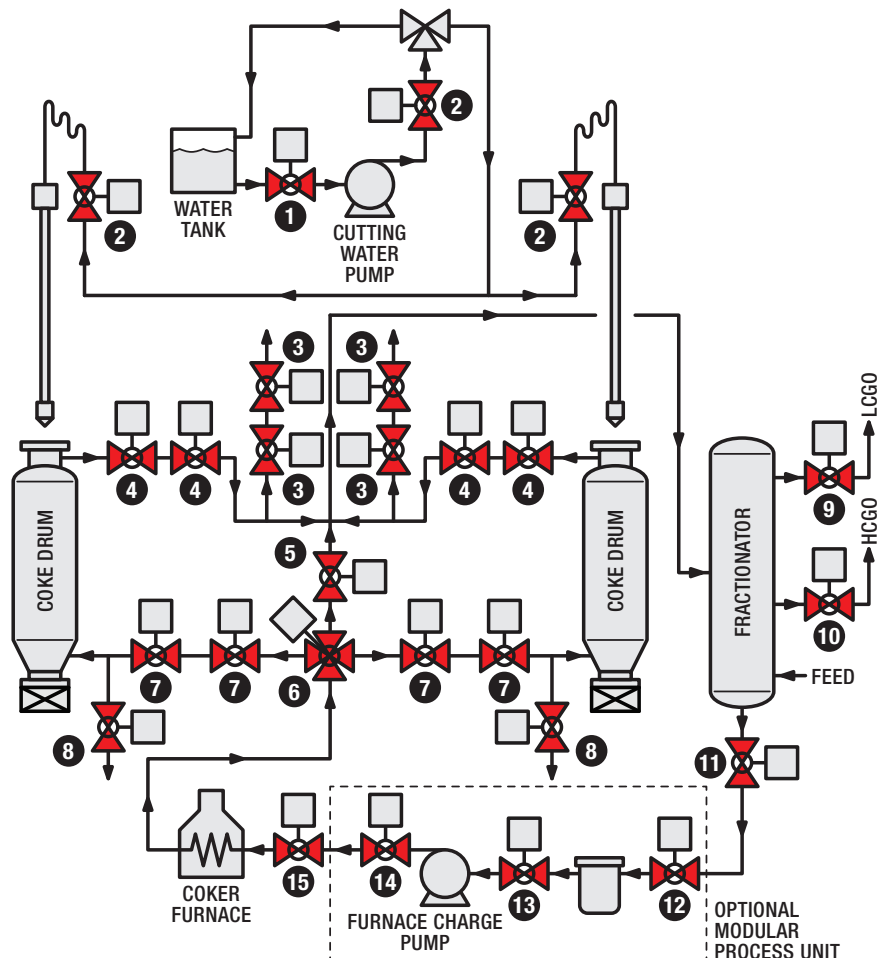 2
WATER
TANK
1
CUTTING
WATER
PUMP
2
2
3
3
3
3
4
4
4
4
LCGO
9
HCGO
10
COKE DRUM
5
COKE DRUM
FRACTIONATOR
7
7
6
7
7
FEED
8
8
11
COKER
FURNACE
15
14
FURNACE CHARGE
PUMP
13
12
OPTIONAL
MODULAR
PROCESS UNIT